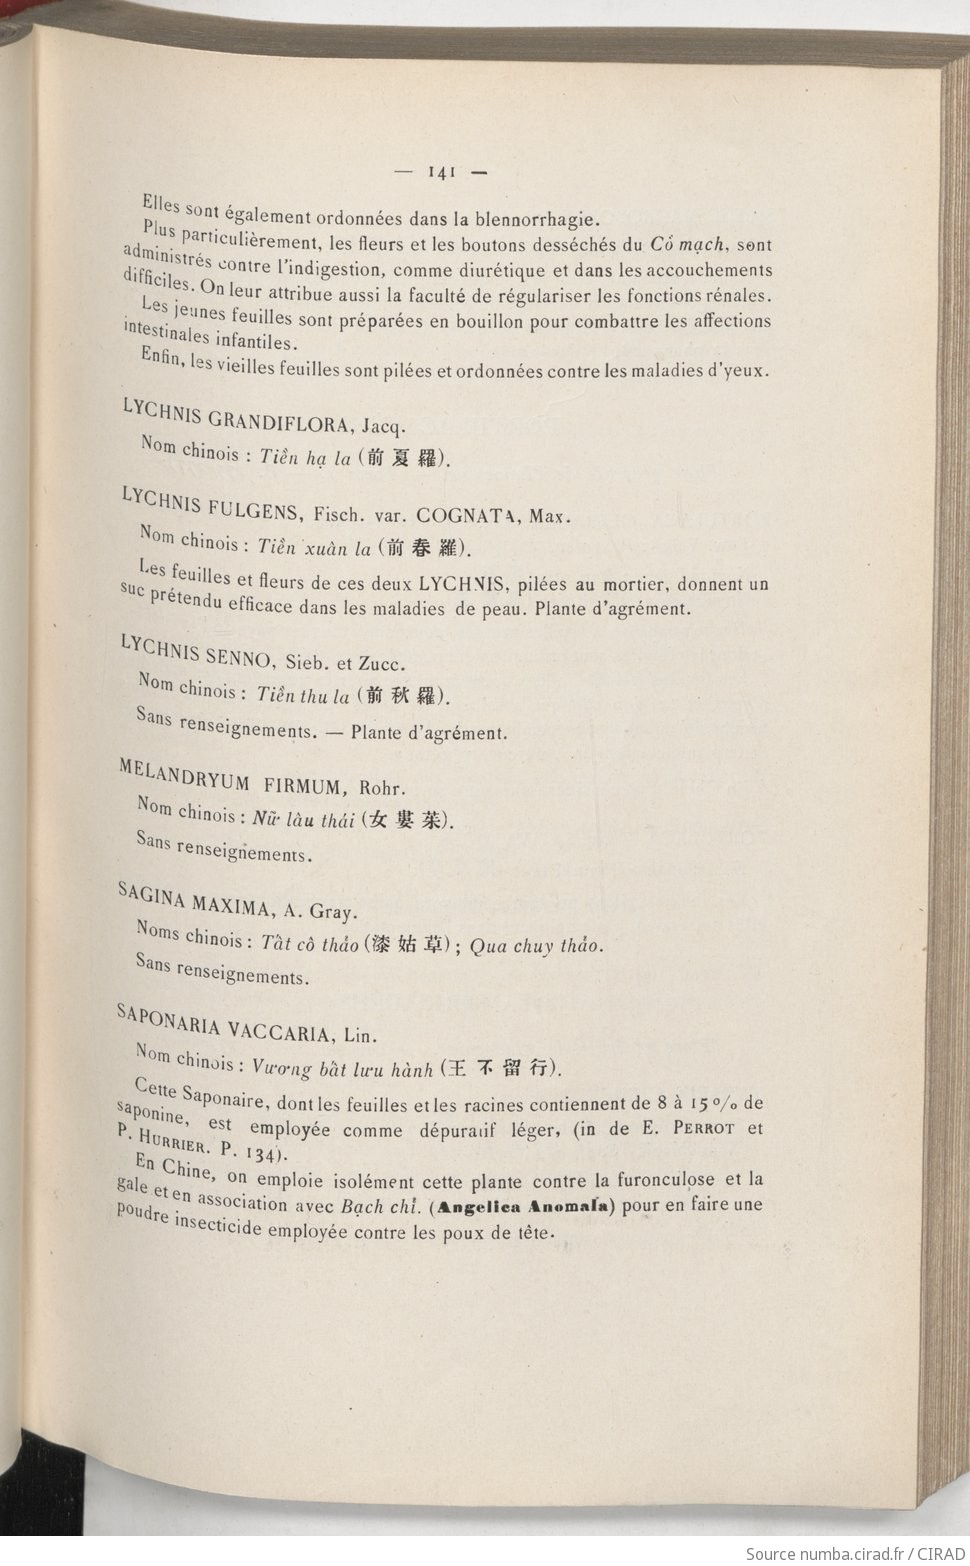 — 141 —
Elles sont également ordonnées dans la blennorrhagie.
Plus particulièrement, les fleurs et les boutons desséchés du Cồ mạch, sont
administrés contre l'indigestion, comme diurétique et dans les accouchements
difficiles. On leur attribue aussi la faculté de régulariser les fonctions rénales.
Les jeunes feuilles sont préparées en bouillon pour combattre les affections
intestinales infantiles.
Enfin, les vieilles feuilles sont pilées et ordonnées contre les maladies d'yeux.
LYCHNIS GRANDIFLORA, Jacq.
Nom chinois : Tiền hạ la (前 夏 羅).
LYCHNIS FULGENS, Fisch. var. COGNATA, Max.
Nom chinois : Tiền xuân la (前 春 羅).
Les feuilles et fleurs de ces deux LYCHNIS, pilées au mortier, donnent un
suc prétendu efficace dans les maladies de peau. Plante d'agrément.
LYCHNIS SENNO, Sieb. et Zucc.
Nom chinois : Tiền thu la (前 秋 羅).
Sans renseignements. — Plante d'agrément.
MELANDRYUM FIRMUM, Rohr.
Nom chinois : Nữ lâu thái (女 婁 菜).
Sans renseignements.
SAGINA MAXIMA, A. Gray.
Noms chinois : Tất cô thảo (漆 姑 草) ; Qua chuy thảo.
Sans renseignements.
SAPONARIA VACCARIA, Lin.
Nom chinois : Vương bất lưu hành (王 不 留 行).
Cette Saponaire, dont les feuilles et les racines contiennent de 8 à 15 % de
saponine, est employée comme dépuratif léger, (in de E. PERROT et
P. HURRIER. P. 134).
En Chine, on emploie isolément cette plante contre la furonculose et la
gale et en association avec Bạch chỉ. (Angelica Anomala) pour en faire une
poudre insecticide employée contre les poux de tête.
Source numba.cirad.fr / CIRAD